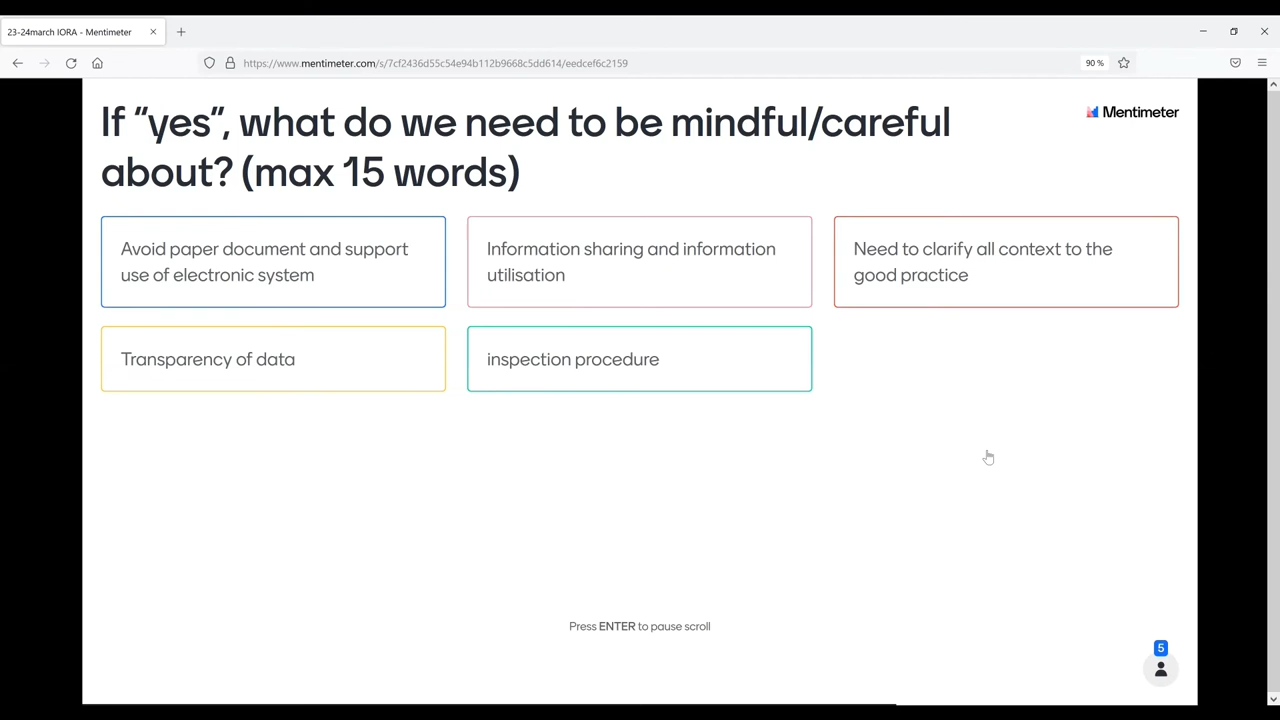 23-24march IORA - Mentimeter
https://www.mentimeter.com/s/7cf2436d55c54e94b112b9668c5dd614/eedcef6c2159
90 %
If “yes”, what do we need to be mindful/careful
about? (max 15 words)
Mentimeter
Avoid paper document and support
use of electronic system
Information sharing and information
utilisation
Need to clarify all context to the
good practice
Transparency of data
inspection procedure
Press ENTER to pause scroll
5